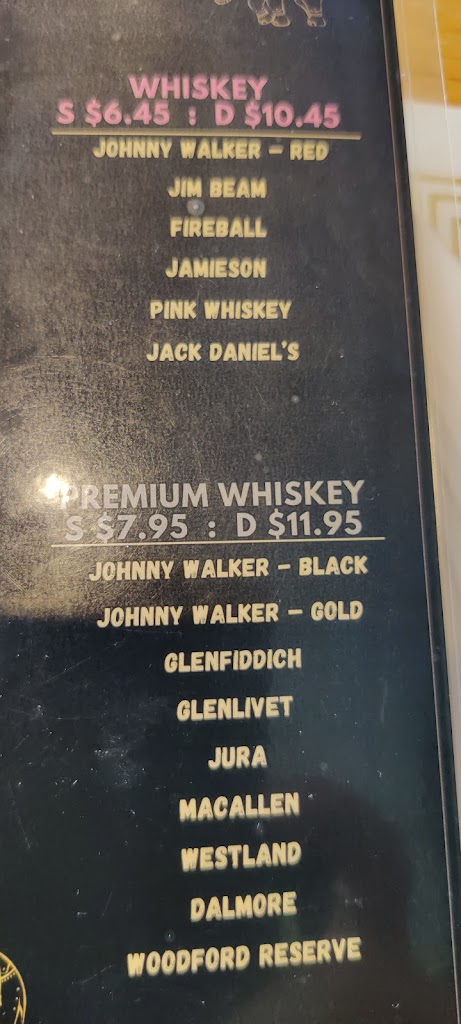 WHISKEY
S $6.45 : D $10.45
JOHNNY WALKER – RED
JIM BEAM
FIREBALL
JAMIESON
PINK WHISKEY
JACK DANIEL'S
PREMIUM WHISKEY
S $7.95 : D $11.95
JOHNNY WALKER – BLACK
JOHNNY WALKER – GOLD
GLENFIDDICH
GLENLIVET
JURA
MACALLEN
WESTLAND
DALMORE
WOODFORD RESERVE